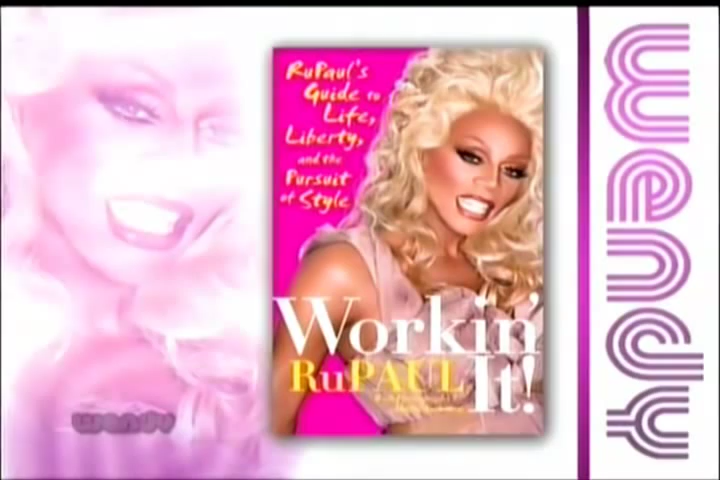 RuPaul's
Guide to
Life,
Liberty,
and the
Pursuit
of Style
Workin'
RuPAUL It!
wendy
wendy